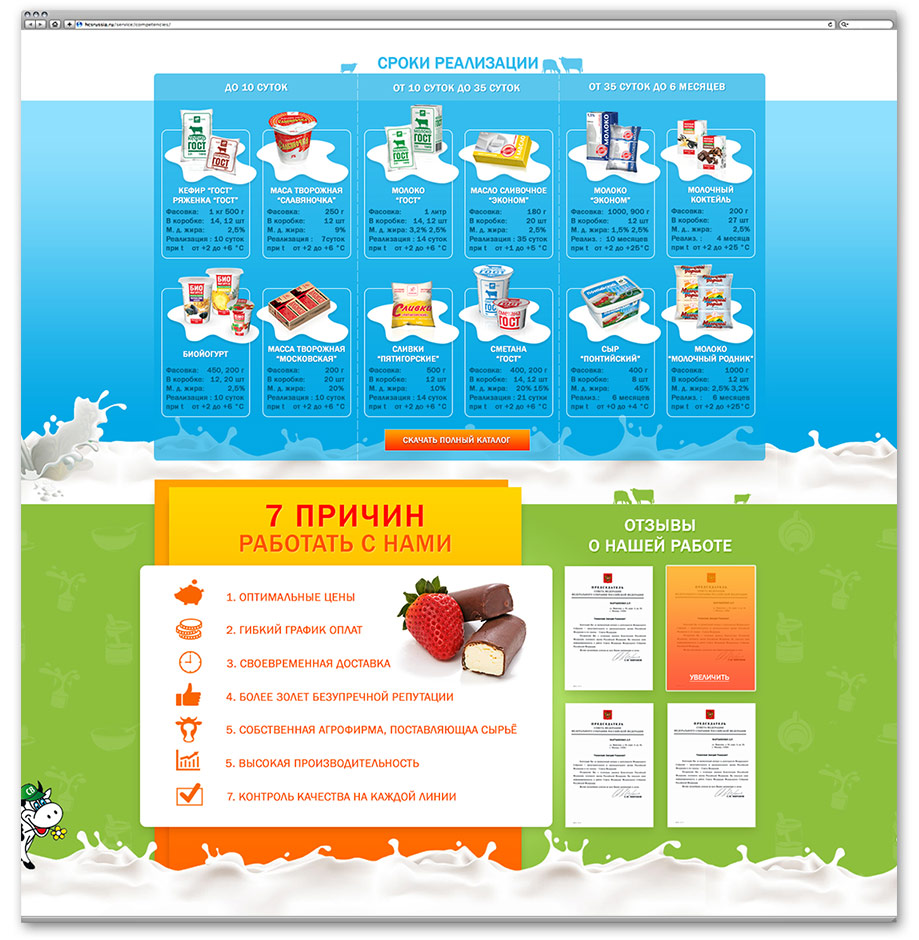 hcsrussia.ru/service/competencies/
СРОКИ РЕАЛИЗАЦИИ
ДО 10 СУТОК
ОТ 10 СУТОК ДО 35 СУТОК
ОТ 35 СУТОК ДО 6 МЕСЯЦЕВ
КЕФИР "ГОСТ"
РЯЖЕНКА "ГОСТ"
Фасовка: 1 кг 500 г
В коробке: 14, 12 шт
М. д. жира: 2,5%
Реализация : 10 суток
при t от +2 до +6 °C
МАСА ТВОРОЖНАЯ
"СЛАВЯНОЧКА"
Фасовка: 250 г
В коробке: 12 шт
М. д. жира: 9%
Реализация : 7суток
при t от +2 до +6 °C
МОЛОКО
"ГОСТ"
Фасовка: 1 литр
В коробке: 14, 12 шт
М. д. жира: 3,2% 2,5%
Реализация : 14 суток
при t от +2 до +6 °C
МАСЛО СЛИВОЧНОЕ
"ЭКОНОМ"
Фасовка: 180 г
В коробке: 20 шт
М. д. жира: 2,5%
Реализация : 35 суток
при t от +1 до +5 °C
МОЛОКО
"ЭКОНОМ"
Фасовка: 1000, 900 г
В коробке: 12 шт
М. д. жира: 1,5% 2,5%
Реализ. : 10 месяцев
при t от +2 до +25°C
МОЛОЧНЫЙ
КОКТЕЙЛЬ
Фасовка: 200 г
В коробке: 27 шт
М. д.. жира: 2,5%
Реализ. : 4 месяца
при t от +2 до +25 °C
БИОЙОГУРТ
Фасовка: 450, 200 г
В коробке: 12, 20 шт
М. д. жира: 2,5%
Реализация : 10 суток
при t от +2 до +6 °C
МАССА ТВОРОЖНАЯ
"МОСКОВСКАЯ"
Фасовка: 200 г
В коробке: 20 шт
М. д. жира: 20%
Реализация : 10 суток
при t от +2 до +6 °C
СЛИВКИ
"ПЯТИГОРСКИЕ"
Фасовка: 500 г
В коробке: 12 шт
М. д. жира: 10%
Реализация : 14 суток
при t от +2 до +6 °C
СМЕТАНА
"ГОСТ"
Фасовка: 400, 200 г
В коробке: 14, 12 шт
М. д. жира: 20% 15%
Реализация : 21 сутки
при t от +2 до +6 °C
СЫР
"ПОНТИЙСКИЙ"
Фасовка: 400 г
В коробке: 8 шт
М. д. жира: 45%
Реализ.: 6 месяцев
при t от +0 до +4 °C
МОЛОКО
"МОЛОЧНЫЙ РОДНИК"
Фасовка: 1000 г
В коробке: 12 шт
М. д. жира: 2,5% 3,2%
Реализ.: 6 месяцев
при t от +2 до +25°C
СКАЧАТЬ ПОЛНЫЙ КАТАЛОГ
7 ПРИЧИН
РАБОТАТЬ С НАМИ
1. ОПТИМАЛЬНЫЕ ЦЕНЫ
2. ГИБКИЙ ГРАФИК ОПЛАТ
3. СВОЕВРЕМЕННАЯ ДОСТАВКА
4. БОЛЕЕ 30ЛЕТ БЕЗУПРЕЧНОЙ РЕПУТАЦИИ
5. СОБСТВЕННАЯ АГРОФИРМА, ПОСТАВЛЯЮЩАА СЫРЬЁ
5. ВЫСОКАЯ ПРОИЗВОДИТЕЛЬНОСТЬ
7. КОНТРОЛЬ КАЧЕСТВА НА КАЖДОЙ ЛИНИИ
ОТЗЫВЫ
О НАШЕЙ РАБОТЕ
УВЕЛИЧИТЬ